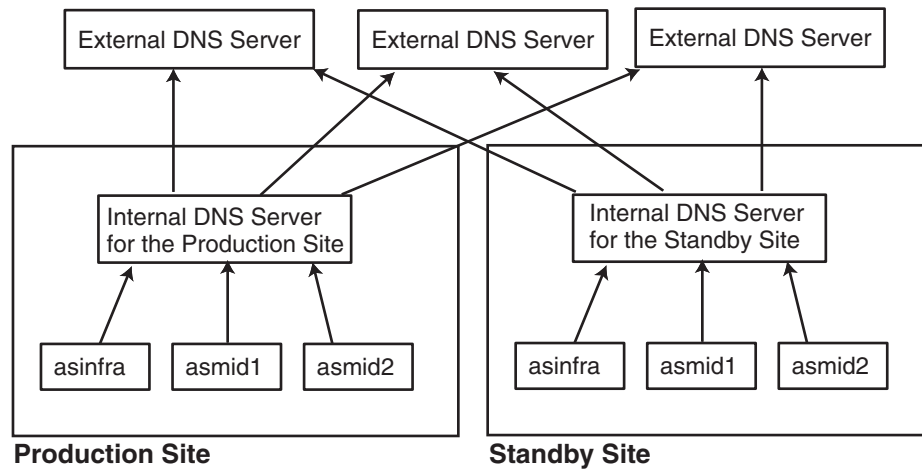 External DNS Server
External DNS Server
External DNS Server
Internal DNS Server
for the Production Site
Internal DNS Server
for the Standby Site
asinfra
asmid1
asmid2
asinfra
asmid1
asmid2
Production Site
Standby Site